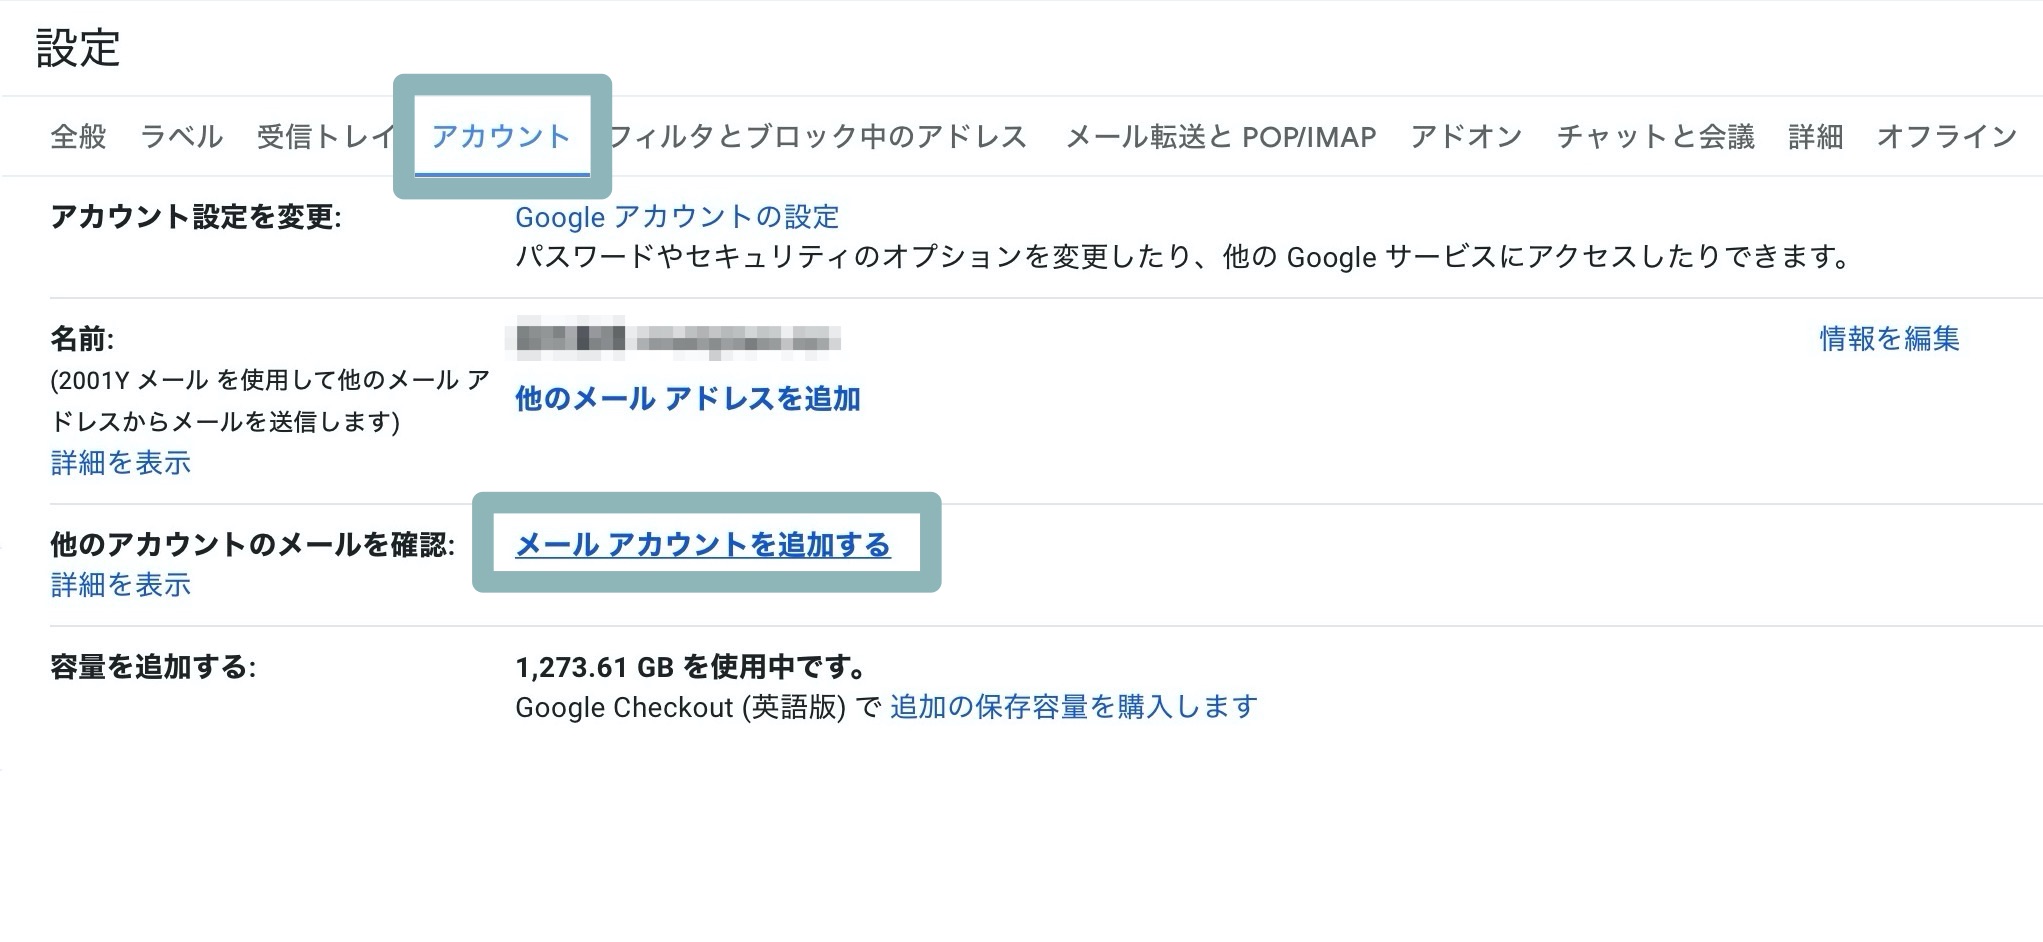 設定
全般 ラベル 受信トレイ アカウント フィルタとブロック中のアドレス メール転送と POP/IMAP アドオン チャットと会議 詳細 オフライン
アカウント設定を変更: Google アカウントの設定
パスワードやセキュリティのオプションを変更したり、他の Google サービスにアクセスしたりできます。
名前: 情報を編集
(2001Y メール を使用して他のメール ア
ドレスからメールを送信します)
他のメール アドレスを追加
詳細を表示
他のアカウントのメールを確認: メール アカウントを追加する
詳細を表示
容量を追加する: 1,273.61 GB を使用中です。
Google Checkout (英語版) で 追加の保存容量を購入します